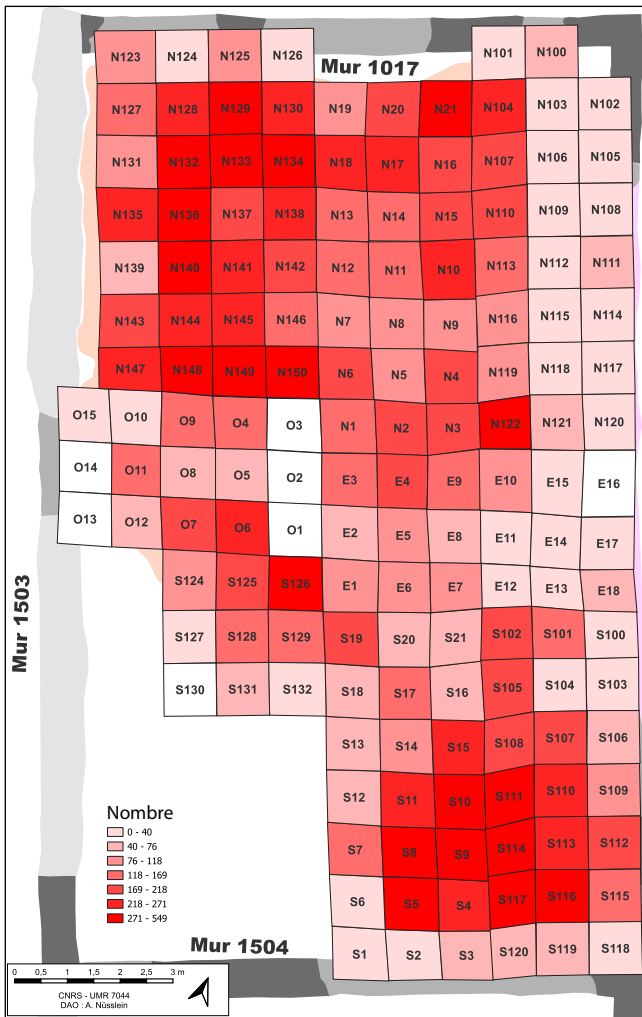 N123 N124 N125 N126 N101 N100
Mur 1017
N127 N128 N129 N130 N19 N20 N21 N104 N103 N102
N131 N132 N133 N134 N18 N17 N16 N107 N106 N105
N135 N136 N137 N138 N13 N14 N15 N110 N109 N108
N139 N140 N141 N142 N12 N11 N10 N113 N112 N111
N143 N144 N145 N146 N7 N8 N9 N116 N115 N114
N147 N148 N149 N150 N6 N5 N4 N119 N118 N117
O15 O10 O9 O4 O3 N1 N2 N3 N122 N121 N120
O14 O11 O8 O5 O2 E3 E4 E9 E10 E15 E16
O13 O12 O7 O6 O1 E2 E5 E8 E11 E14 E17
S124 S125 S126 E1 E6 E7 E12 E13 E18
Mur 1503
S127 S128 S129 S19 S20 S21 S102 S101 S100
S130 S131 S132 S18 S17 S16 S105 S104 S103
S13 S14 S15 S108 S107 S106
S12 S11 S10 S111 S110 S109
S7 S8 S9 S114 S113 S112
S6 S5 S4 S117 S116 S115
S1 S2 S3 S120 S119 S118
Nombre
0 - 40
40 - 76
76 - 118
118 - 169
169 - 218
218 - 271
271 - 549
Mur 1504
0 0,5 1 1,5 2 2,5 3 m
CNRS - UMR 7044
DAO : A. Nüsslein